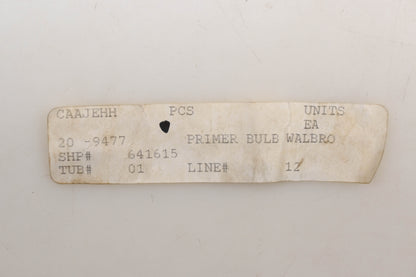 CAAJEHH PCS UNITS
EA
20 -9477 PRIMER BULB WALBRO
SHP# 641615
TUB# 01 LINE# 12